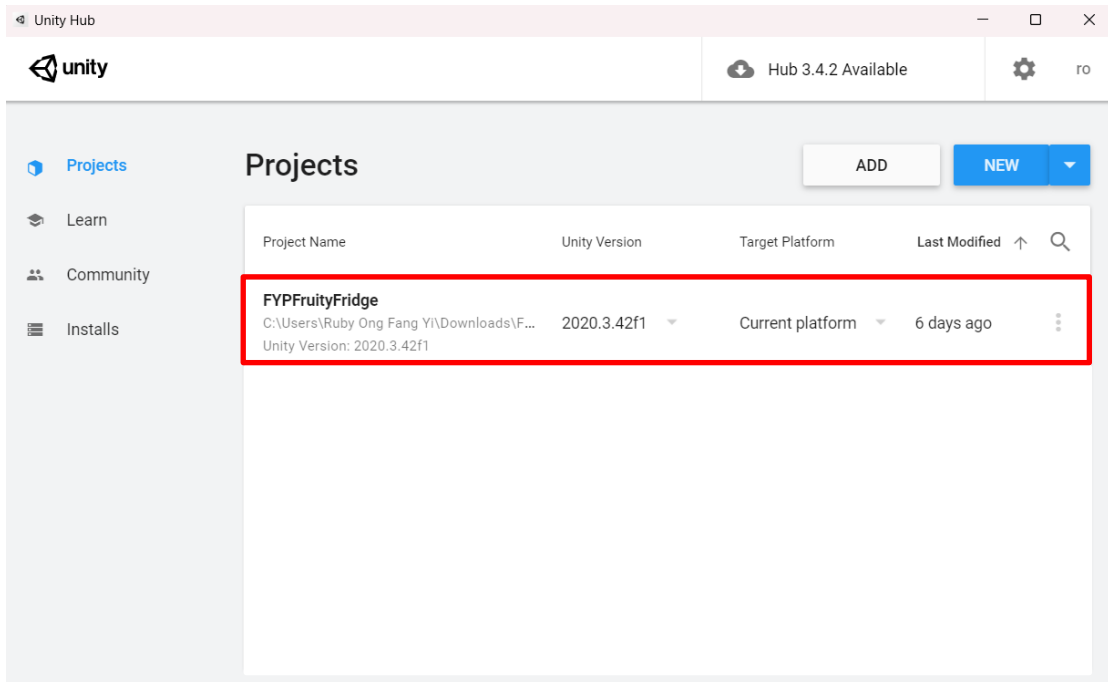 Unity Hub
unity
Hub 3.4.2 Available
ro
Projects
Learn
Community
Installs
Projects
ADD
NEW
Project Name
Unity Version
Target Platform
Last Modified
FYPFruityFridge
C:\Users\Ruby Ong Fang Yi\Downloads\F...
Unity Version: 2020.3.42f1
2020.3.42f1
Current platform
6 days ago